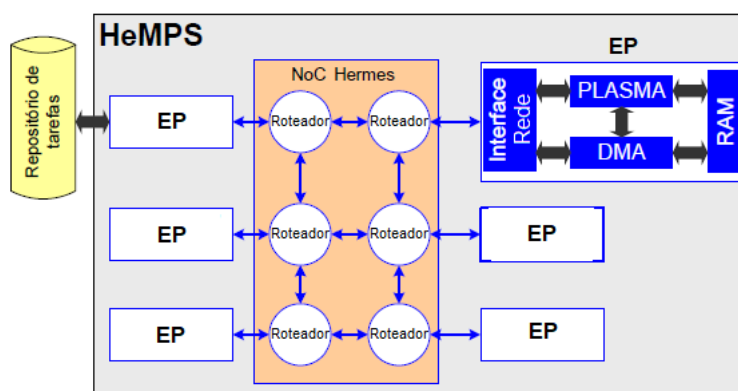 HeMPS
Repositório de
tarefas
NoC Hermes
EP
EP
Roteador
Roteador
Interface
Rede
PLASMA
DMA
RAM
EP
Roteador
Roteador
EP
EP
Roteador
Roteador
EP